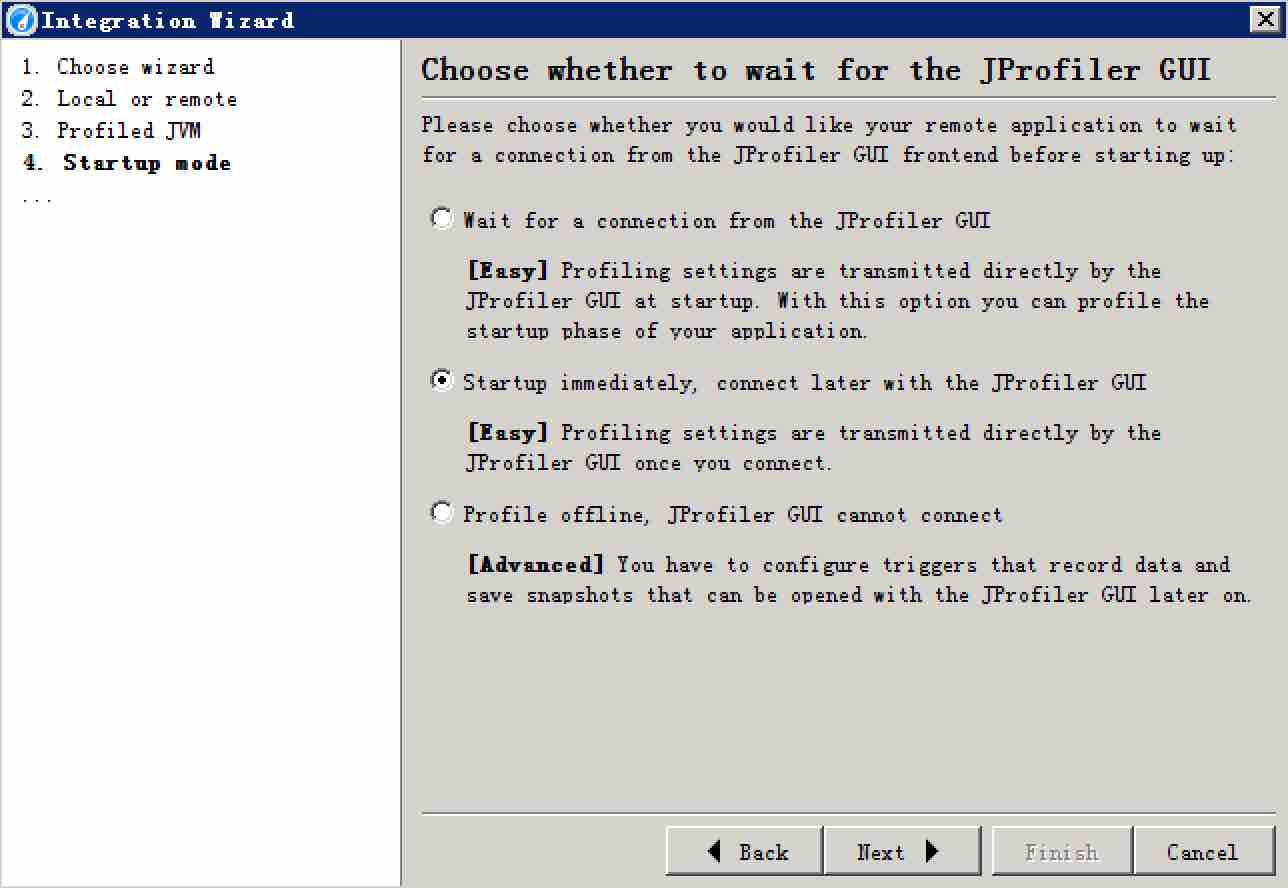 Integration Wizard
1. Choose wizard
2. Local or remote
3. Profiled JVM
4. Startup mode
...
Choose whether to wait for the JProfiler GUI
Please choose whether you would like your remote application to wait
for a connection from the JProfiler GUI frontend before starting up:
Wait for a connection from the JProfiler GUI
[Easy] Profiling settings are transmitted directly by the
JProfiler GUI at startup. With this option you can profile the
startup phase of your application.
Startup immediately, connect later with the JProfiler GUI
[Easy] Profiling settings are transmitted directly by the
JProfiler GUI once you connect.
Profile offline, JProfiler GUI cannot connect
[Advanced] You have to configure triggers that record data and
save snapshots that can be opened with the JProfiler GUI later on.
Back Next Finish Cancel